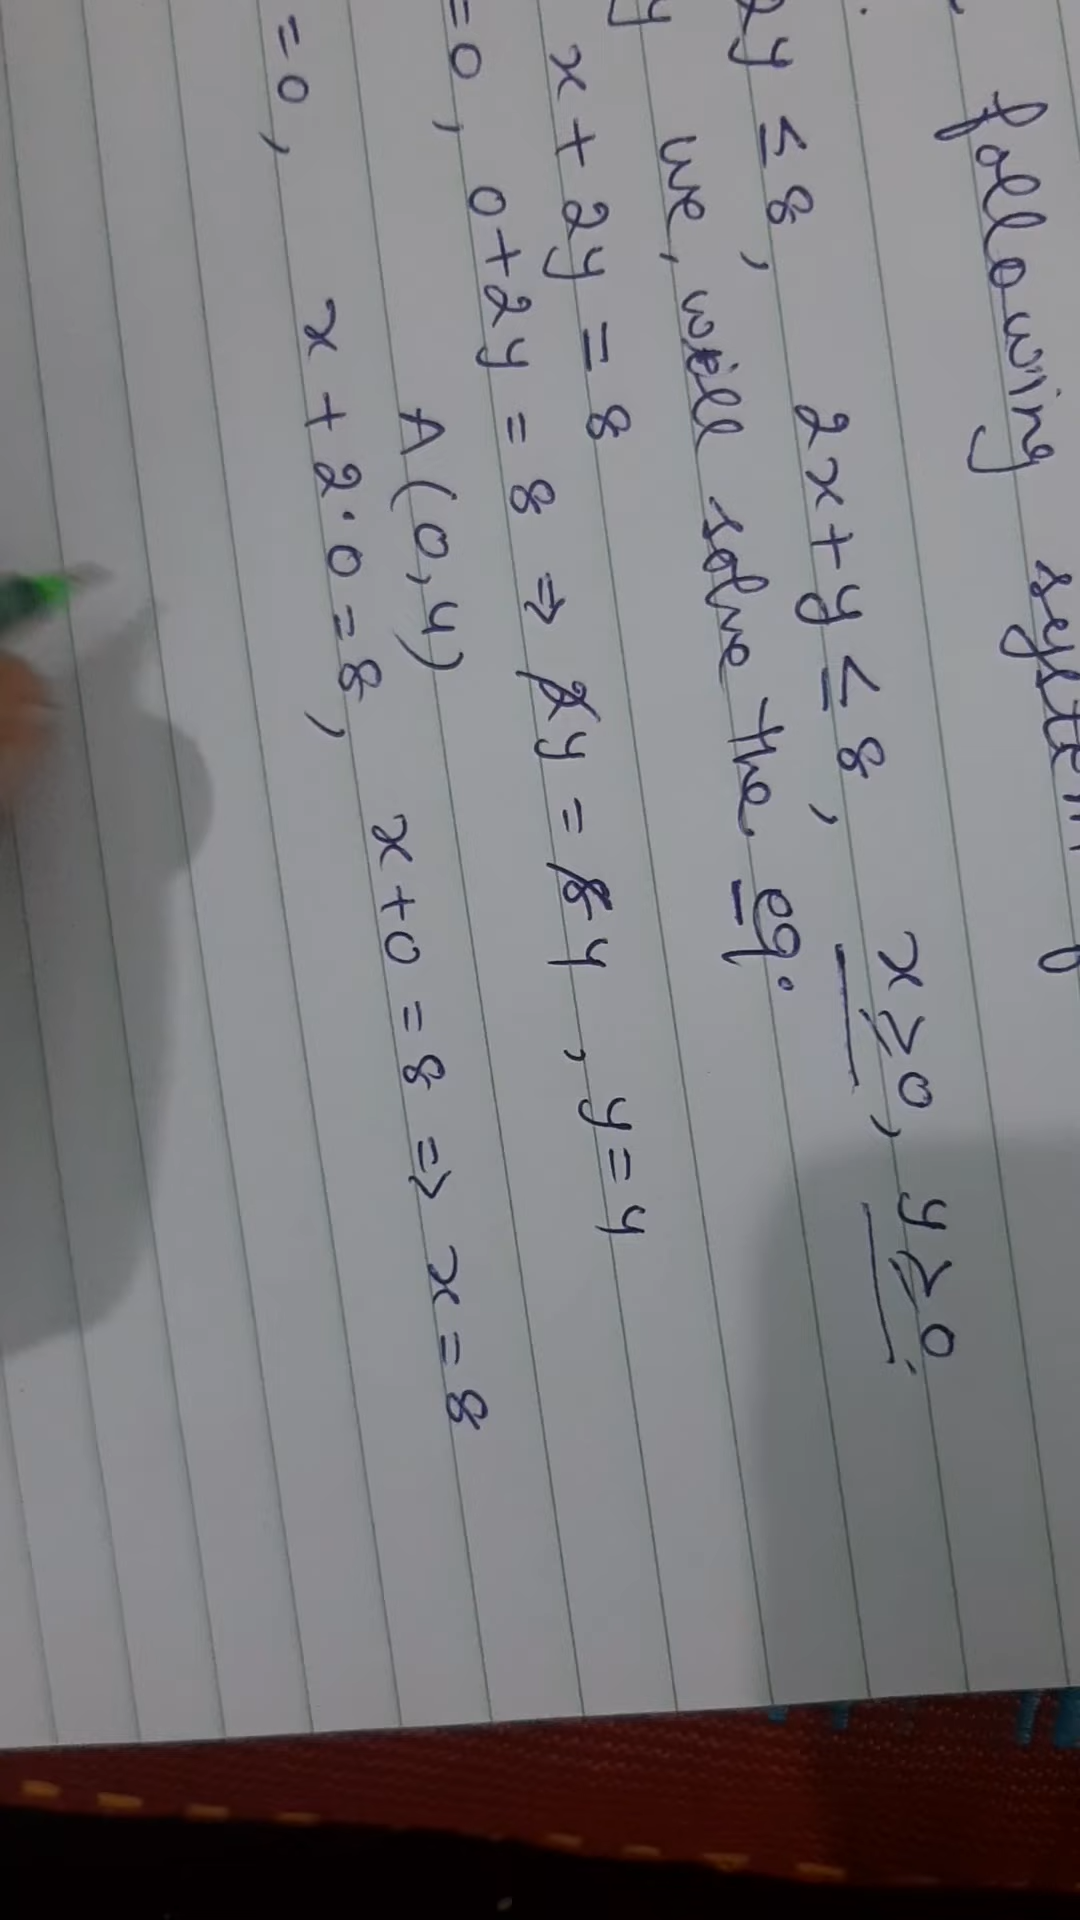 following system
2y ≤ 8, 2x + y ≤ 8, x ≥ 0, y ≥ 0.
we, will solve the eq.
x + 2y = 8
= 0, 0 + 2y = 8 ⇒ 2y = 8 4, y = 4
A (0, 4)
= 0, x + 2·0 = 8, x + 0 = 8 ⇒ x = 8